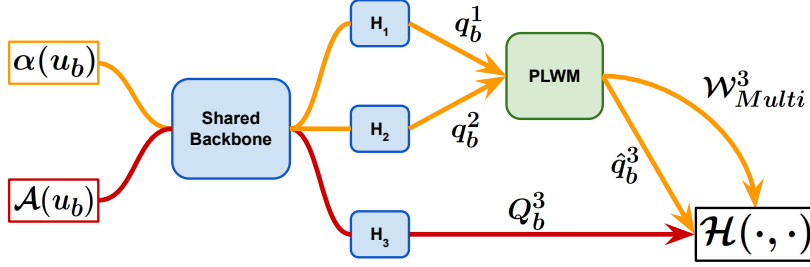 α(u_b)
A(u_b)
Shared
Backbone
H_1
H_2
H_3
q_b^1
q_b^2
Q_b^3
PLWM
q̂_b^3
W_{Multi}^3
H(·,·)